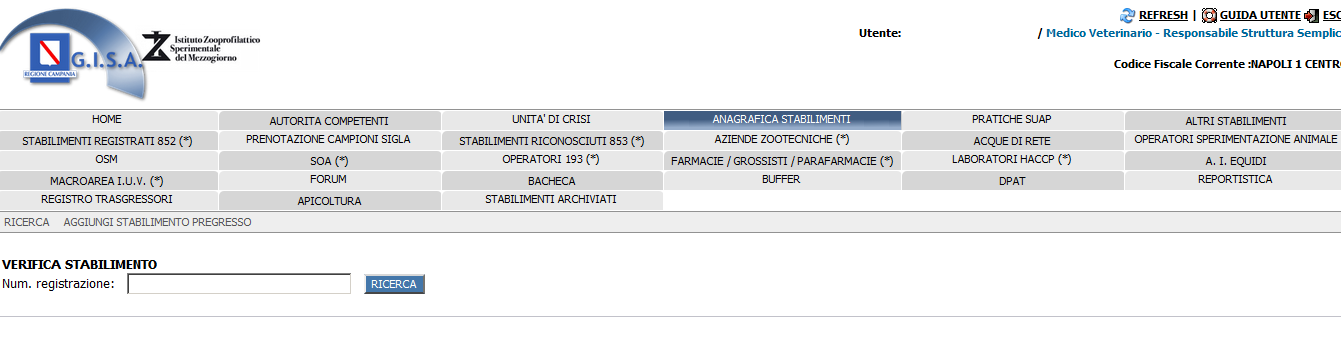 REFRESH | GUIDA UTENTE ESC
G.I.S.A.
REGIONE CAMPANIA
Istituto Zooprofilattico
Sperimentale
del Mezzogiorno
Utente: / Medico Veterinario - Responsabile Struttura Semplic
Codice Fiscale Corrente :NAPOLI 1 CENTR
HOME AUTORITA COMPETENTI UNITA' DI CRISI ANAGRAFICA STABILIMENTI PRATICHE SUAP ALTRI STABILIMENTI
STABILIMENTI REGISTRATI 852 (*) PRENOTAZIONE CAMPIONI SIGLA STABILIMENTI RICONOSCIUTI 853 (*) AZIENDE ZOOTECNICHE (*) ACQUE DI RETE OPERATORI SPERIMENTAZIONE ANIMALE
OSM SOA (*) OPERATORI 193 (*) FARMACIE / GROSSISTI / PARAFARMACIE (*) LABORATORI HACCP (*) A. I. EQUIDI
MACROAREA I.U.V. (*) FORUM BACHECA BUFFER DPAT REPORTISTICA
REGISTRO TRASGRESSORI APICOLTURA STABILIMENTI ARCHIVIATI
RICERCA AGGIUNGI STABILIMENTO PREGRESSO
VERIFICA STABILIMENTO
Num. registrazione: RICERCA